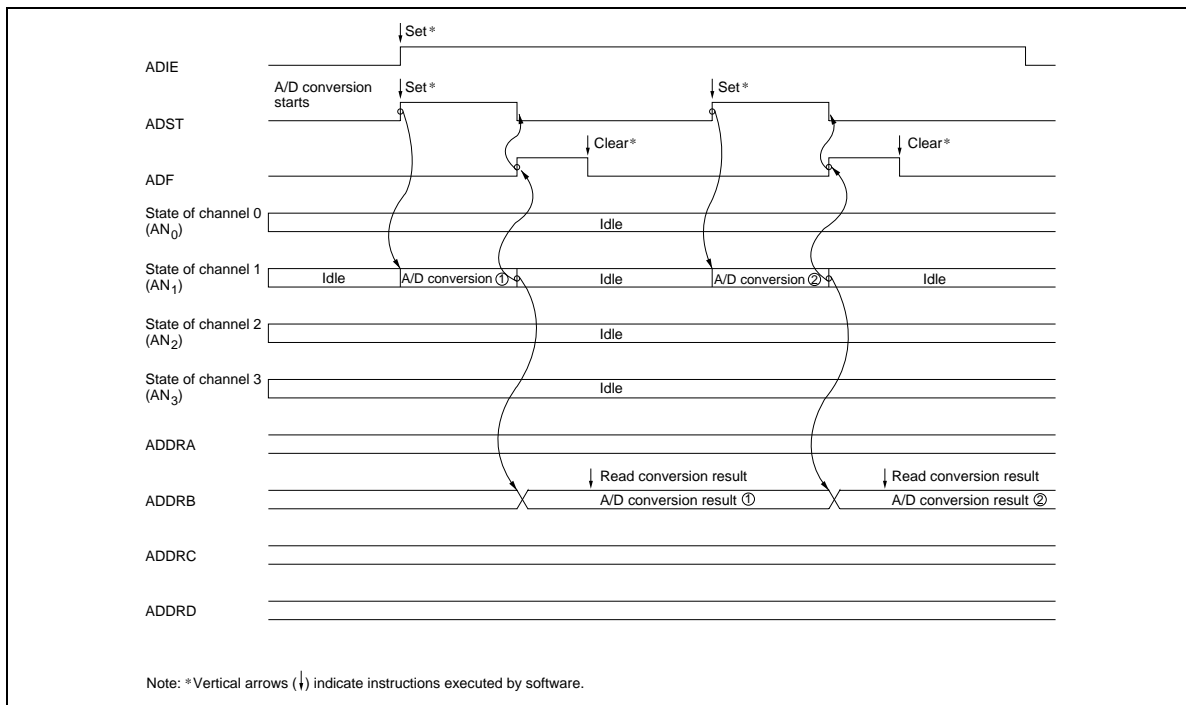 Set*
ADIE
A/D conversion
starts
Set*
Set*
ADST
Clear*
Clear*
ADF
State of channel 0
(AN0)
Idle
State of channel 1
(AN1)
Idle
A/D conversion ①
Idle
A/D conversion ②
Idle
State of channel 2
(AN2)
Idle
State of channel 3
(AN3)
Idle
ADDRA
Read conversion result
Read conversion result
ADDRB
A/D conversion result ①
A/D conversion result ②
ADDRC
ADDRD
Note: *Vertical arrows (↓) indicate instructions executed by software.